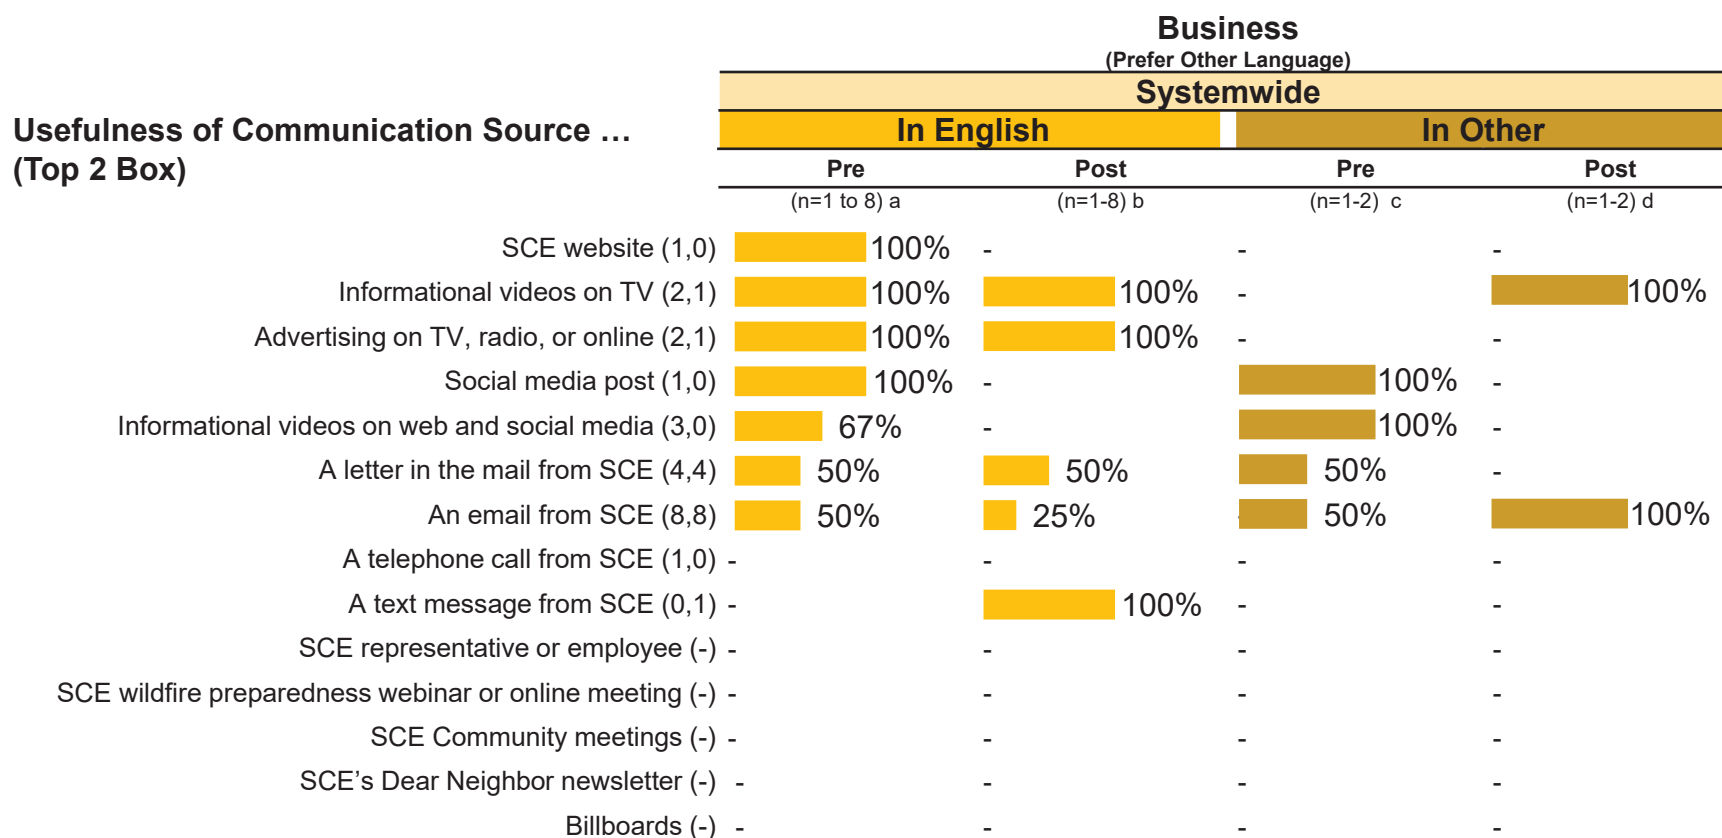 Business
(Prefer Other Language)
Systemwide
Usefulness of Communication Source …
(Top 2 Box)
In English In Other
Pre Post Pre Post
(n=1 to 8) a (n=1-8) b (n=1-2) c (n=1-2) d
SCE website (1,0) 100% - - -
Informational videos on TV (2,1) 100% 100% - 100%
Advertising on TV, radio, or online (2,1) 100% 100% - -
Social media post (1,0) 100% - 100% -
Informational videos on web and social media (3,0) 67% - 100% -
A letter in the mail from SCE (4,4) 50% 50% 50% -
An email from SCE (8,8) 50% 25% - 50% 100%
A telephone call from SCE (1,0) - - - -
A text message from SCE (0,1) - 100% - -
SCE representative or employee (-) - - - -
SCE wildfire preparedness webinar or online meeting (-) - - - -
SCE Community meetings (-) - - - -
SCE’s Dear Neighbor newsletter (-) - - - -
Billboards (-) - - - -